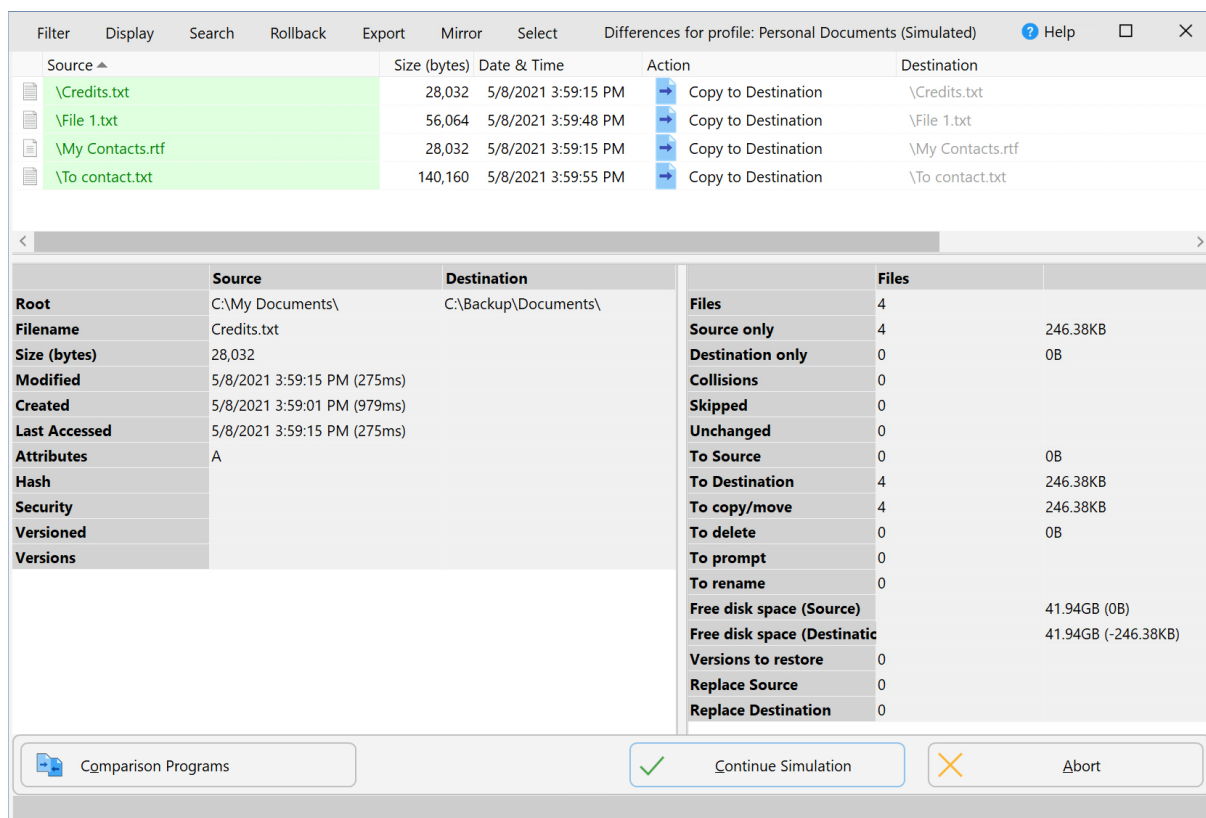 Filter Display Search Rollback Export Mirror Select Differences for profile: Personal Documents (Simulated) ? Help
Source Size (bytes) Date & Time Action Destination
\Credits.txt 28,032 5/8/2021 3:59:15 PM Copy to Destination \Credits.txt
\File 1.txt 56,064 5/8/2021 3:59:48 PM Copy to Destination \File 1.txt
\My Contacts.rtf 28,032 5/8/2021 3:59:15 PM Copy to Destination \My Contacts.rtf
\To contact.txt 140,160 5/8/2021 3:59:55 PM Copy to Destination \To contact.txt
Source Destination
Root C:\My Documents\ C:\Backup\Documents\
Filename Credits.txt
Size (bytes) 28,032
Modified 5/8/2021 3:59:15 PM (275ms)
Created 5/8/2021 3:59:01 PM (979ms)
Last Accessed 5/8/2021 3:59:15 PM (275ms)
Attributes A
Hash
Security
Versioned
Versions
Files
Files 4
Source only 4 246.38KB
Destination only 0 0B
Collisions 0
Skipped 0
Unchanged 0
To Source 0 0B
To Destination 4 246.38KB
To copy/move 4 246.38KB
To delete 0 0B
To prompt 0
To rename 0
Free disk space (Source) 41.94GB (0B)
Free disk space (Destinatic 41.94GB (-246.38KB)
Versions to restore 0
Replace Source 0
Replace Destination 0
Comparison Programs Continue Simulation Abort